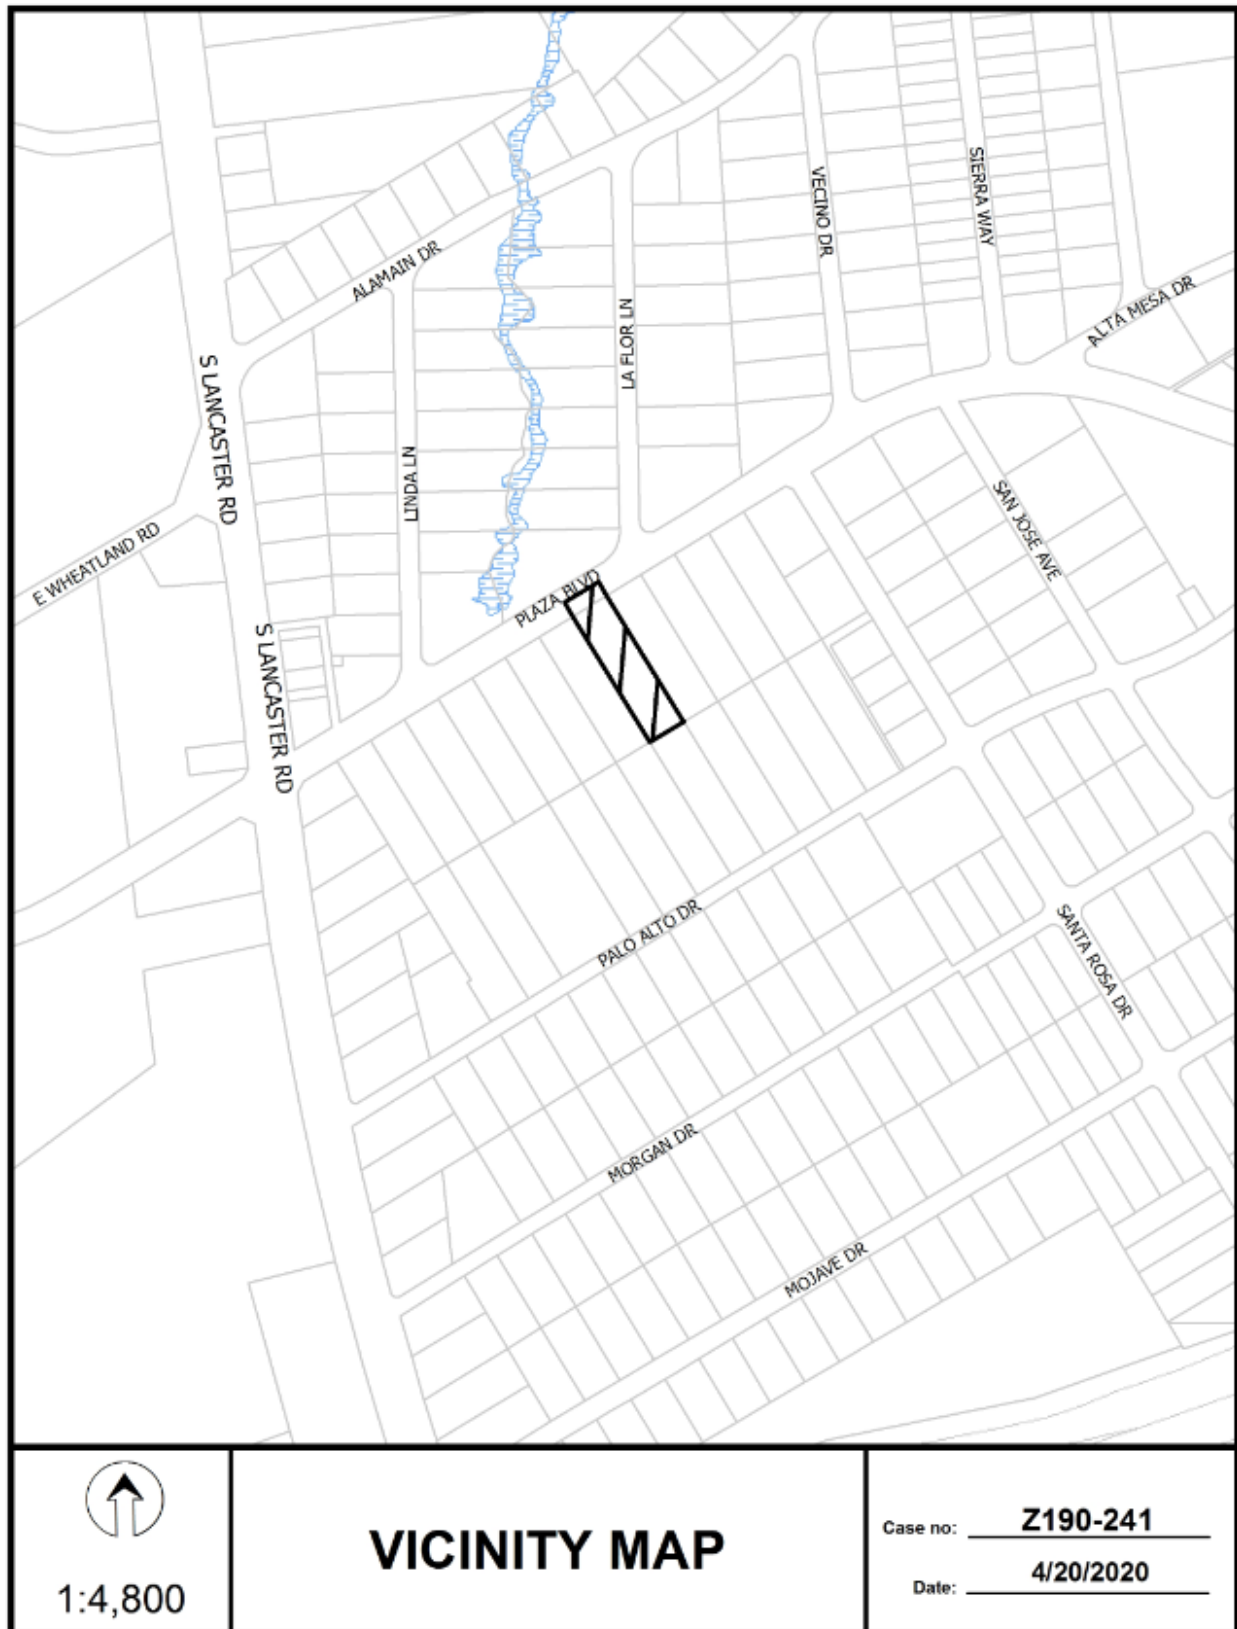 VECINO DR
SIERRA WAY
ALAMAIN DR
ALTA MESA DR
LA FLOR LN
S LANCASTER RD
LINDA LN
SAN JOSE AVE
E WHEATLAND RD
PLAZA BLVD
S LANCASTER RD
PALO ALTO DR
SANTA ROSA DR
MORGAN DR
MOJAVE DR
1:4,800
VICINITY MAP
Case no: Z190-241
Date: 4/20/2020